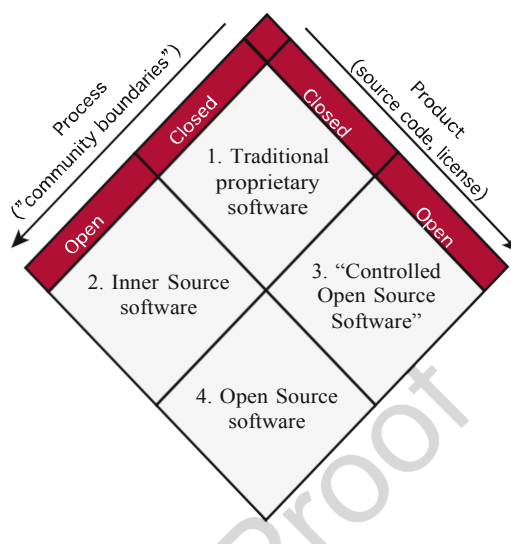 Process
("community boundaries")
Product
(source code, license)
Closed
Closed
Open
Open
1. Traditional
proprietary
software
2. Inner Source
software
3. “Controlled
Open Source
Software”
4. Open Source
software
Proof